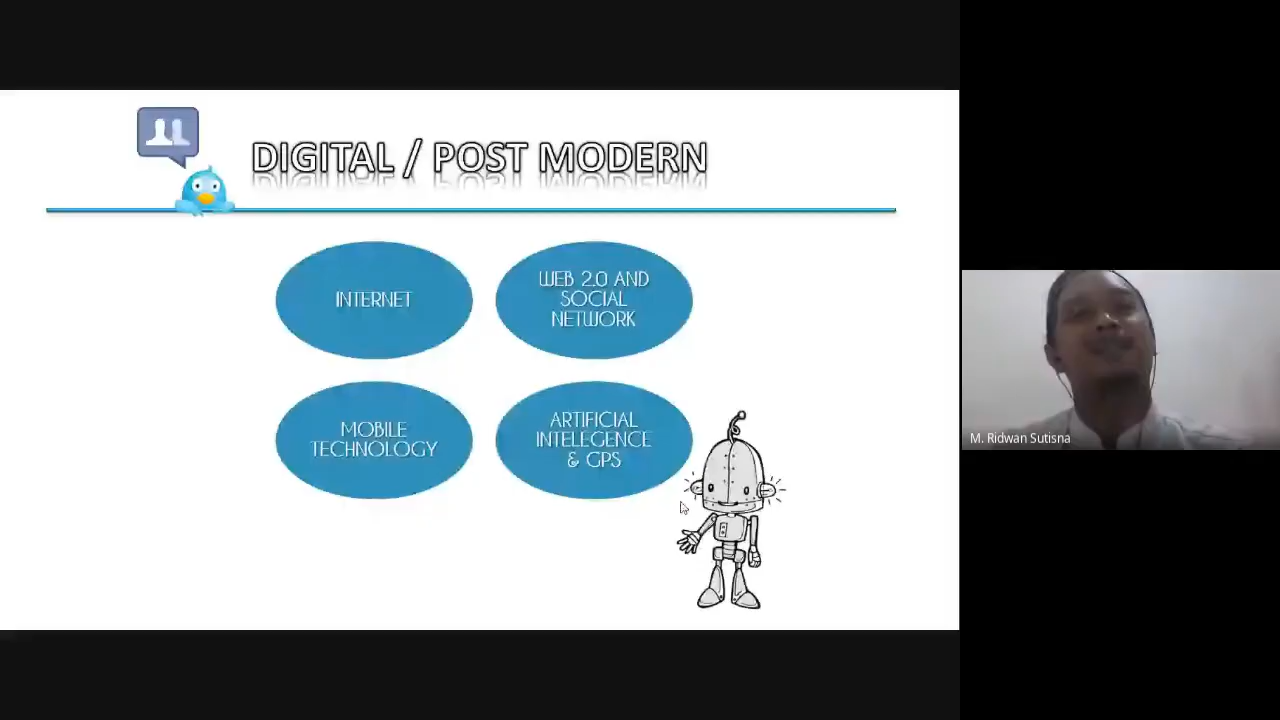 DIGITAL / POST MODERN
INTERNET
WEB 2.0 AND
SOCIAL
NETWORK
MOBILE
TECHNOLOGY
ARTIFICIAL
INTELEGENCE
& GPS
M. Ridwan Sutisna